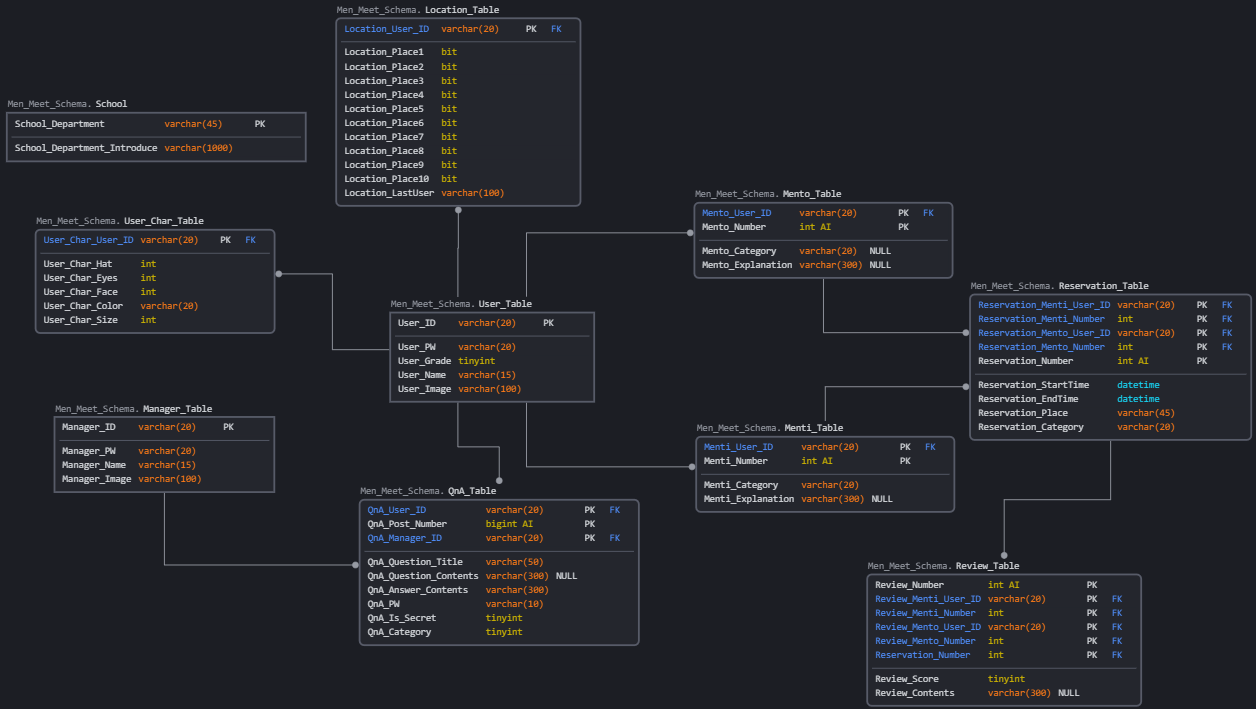 Men_Meet_Schema. Location_Table
Location_User_ID varchar(20) PK FK
Location_Place1 bit
Location_Place2 bit
Location_Place3 bit
Location_Place4 bit
Location_Place5 bit
Location_Place6 bit
Location_Place7 bit
Location_Place8 bit
Location_Place9 bit
Location_Place10 bit
Location_LastUser varchar(100)
Men_Meet_Schema. School
School_Department varchar(45) PK
School_Department_Introduce varchar(1000)
Men_Meet_Schema. User_Char_Table
User_Char_User_ID varchar(20) PK FK
User_Char_Hat int
User_Char_Eyes int
User_Char_Face int
User_Char_Color varchar(20)
User_Char_Size int
Men_Meet_Schema. Mento_Table
Mento_User_ID varchar(20) PK FK
Mento_Number int AI PK
Mento_Category varchar(20) NULL
Mento_Explanation varchar(300) NULL
Men_Meet_Schema. User_Table
User_ID varchar(20) PK
User_PW varchar(20)
User_Grade tinyint
User_Name varchar(15)
User_Image varchar(100)
Men_Meet_Schema. Reservation_Table
Reservation_Menti_User_ID varchar(20) PK FK
Reservation_Menti_Number int PK FK
Reservation_Mento_User_ID varchar(20) PK FK
Reservation_Mento_Number int PK FK
Reservation_Number int AI PK
Reservation_StartTime datetime
Reservation_EndTime datetime
Reservation_Place varchar(45)
Reservation_Category varchar(20)
Men_Meet_Schema. Manager_Table
Manager_ID varchar(20) PK
Manager_PW varchar(20)
Manager_Name varchar(15)
Manager_Image varchar(100)
Men_Meet_Schema. Menti_Table
Menti_User_ID varchar(20) PK FK
Menti_Number int AI PK
Menti_Category varchar(20)
Menti_Explanation varchar(300) NULL
Men_Meet_Schema. QnA_Table
QnA_User_ID varchar(20) PK FK
QnA_Post_Number bigint AI PK
QnA_Manager_ID varchar(20) PK FK
QnA_Question_Title varchar(50)
QnA_Question_Contents varchar(300) NULL
QnA_Answer_Contents varchar(300)
QnA_PW varchar(10)
QnA_Is_Secret tinyint
QnA_Category tinyint
Men_Meet_Schema. Review_Table
Review_Number int AI PK
Review_Menti_User_ID varchar(20) PK FK
Review_Menti_Number int PK FK
Review_Mento_User_ID varchar(20) PK FK
Review_Mento_Number int PK FK
Reservation_Number int PK FK
Review_Score tinyint
Review_Contents varchar(300) NULL